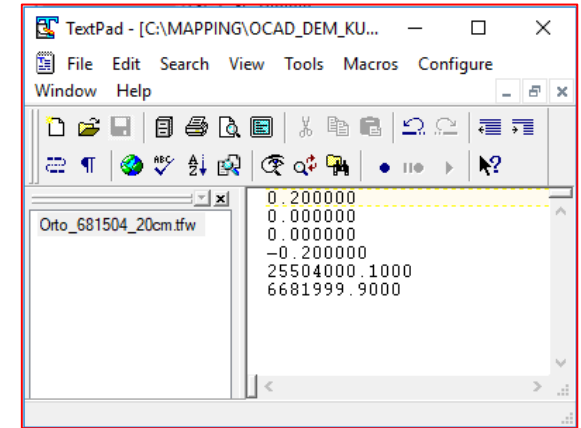 TextPad - [C:\MAPPING\OCAD_DEM_KU...
File Edit Search View Tools Macros Configure
Window Help
Orto_681504_20cm.tfw
0.200000
0.000000
0.000000
-0.200000
25504000.1000
6681999.9000